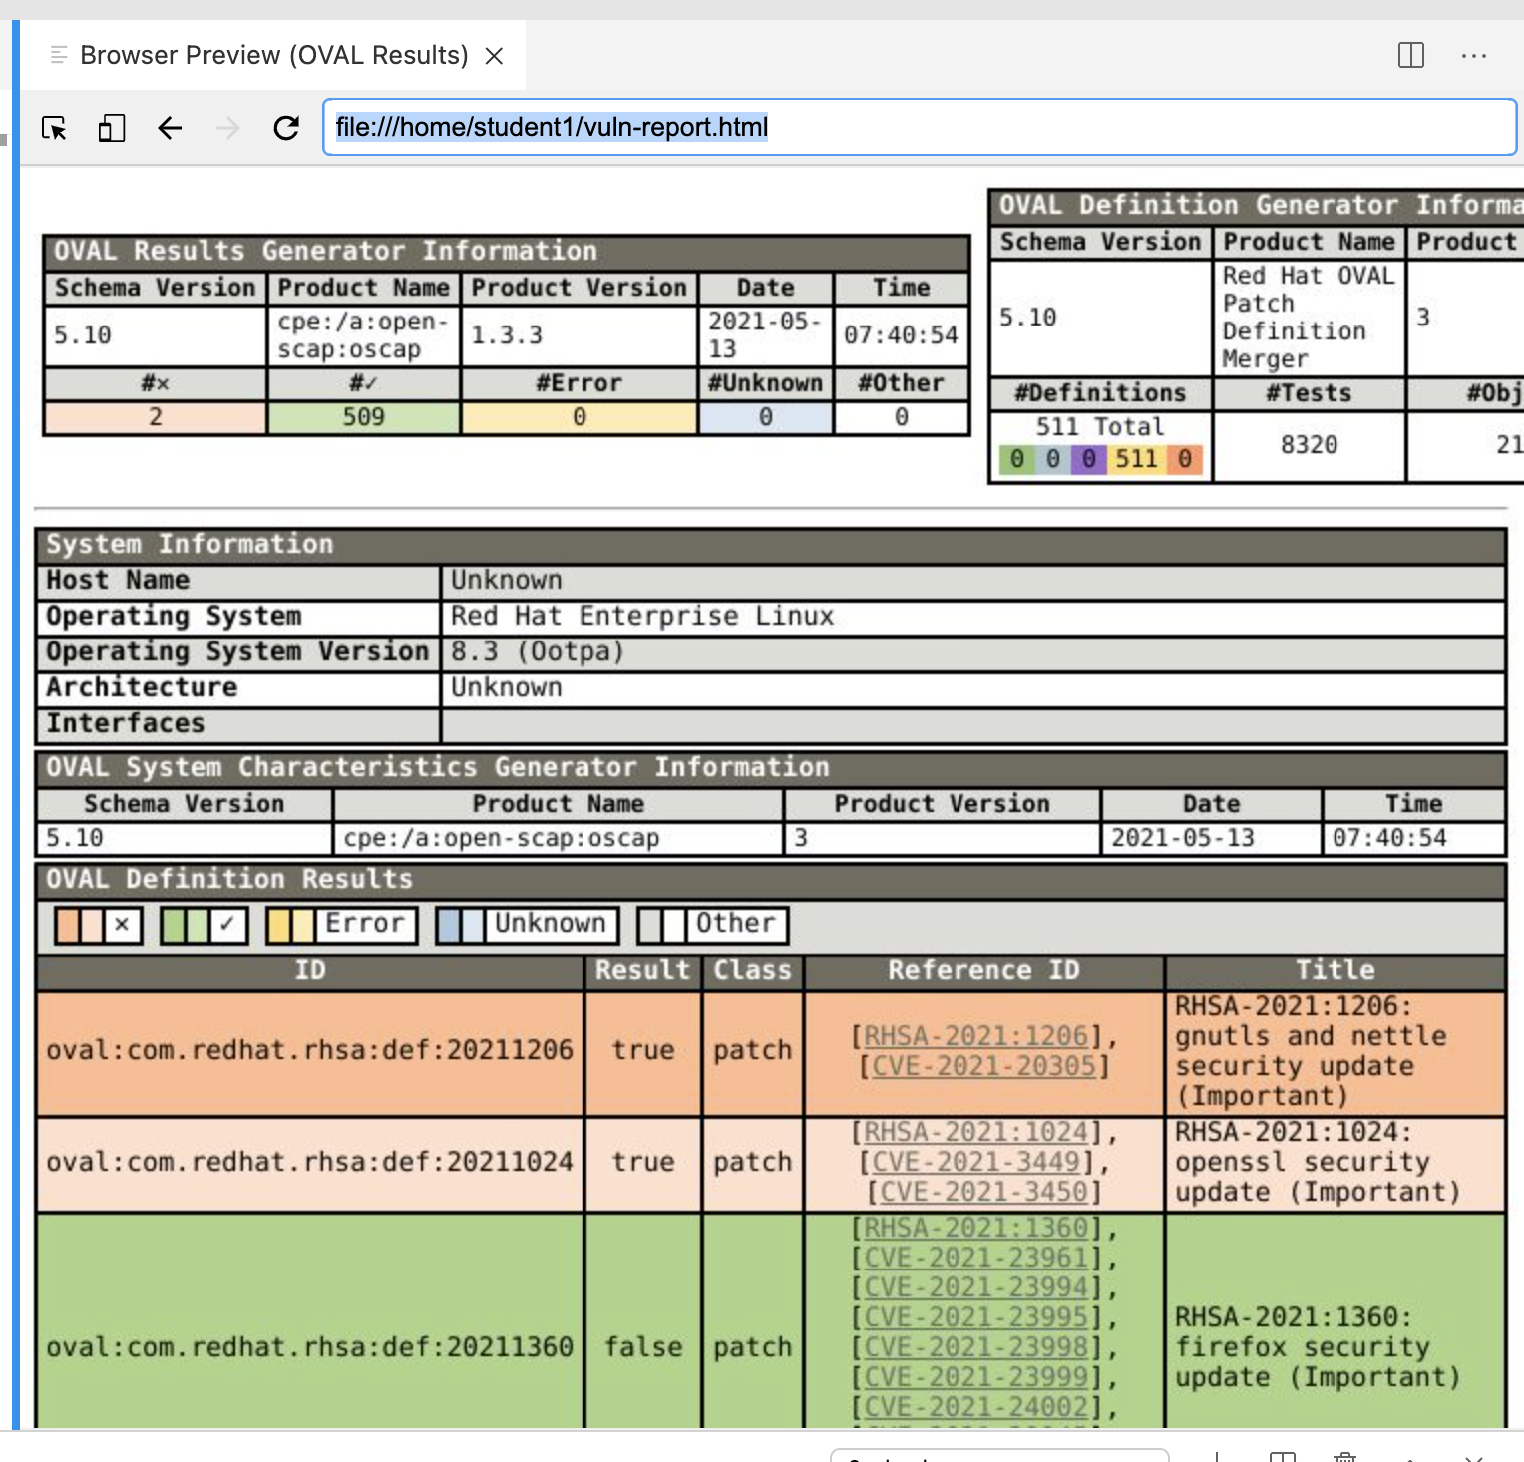 Browser Preview (OVAL Results)
file:///home/student1/vuln-report.html
OVAL Results Generator Information
Schema Version Product Name Product Version Date Time
5.10 cpe:/a:open-scap:oscap 1.3.3 2021-05-13 07:40:54
#× #✓ #Error #Unknown #Other
2 509 0 0 0
OVAL Definition Generator Informa
Schema Version Product Name Product
5.10 Red Hat OVAL Patch Definition Merger 3
#Definitions #Tests #Obj
511 Total 8320 21
0 0 0 511 0
System Information
Host Name Unknown
Operating System Red Hat Enterprise Linux
Operating System Version 8.3 (Ootpa)
Architecture Unknown
Interfaces
OVAL System Characteristics Generator Information
Schema Version Product Name Product Version Date Time
5.10 cpe:/a:open-scap:oscap 3 2021-05-13 07:40:54
OVAL Definition Results
× ✓ Error Unknown Other
ID Result Class Reference ID Title
oval:com.redhat.rhsa:def:20211206 true patch
[RHSA-2021:1206],
[CVE-2021-20305]
RHSA-2021:1206:
gnutls and nettle
security update
(Important)
oval:com.redhat.rhsa:def:20211024 true patch
[RHSA-2021:1024],
[CVE-2021-3449],
[CVE-2021-3450]
RHSA-2021:1024:
openssl security
update (Important)
oval:com.redhat.rhsa:def:20211360 false patch
[RHSA-2021:1360],
[CVE-2021-23961],
[CVE-2021-23994],
[CVE-2021-23995],
[CVE-2021-23998],
[CVE-2021-23999],
[CVE-2021-24002],
RHSA-2021:1360:
firefox security
update (Important)